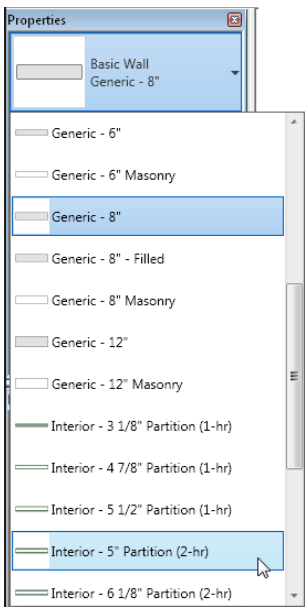 Properties
Basic Wall
Generic - 8"
Generic - 6"
Generic - 6" Masonry
Generic - 8"
Generic - 8" - Filled
Generic - 8" Masonry
Generic - 12"
Generic - 12" Masonry
Interior - 3 1/8" Partition (1-hr)
Interior - 4 7/8" Partition (1-hr)
Interior - 5 1/2" Partition (1-hr)
Interior - 5" Partition (2-hr)
Interior - 6 1/8" Partition (2-hr)